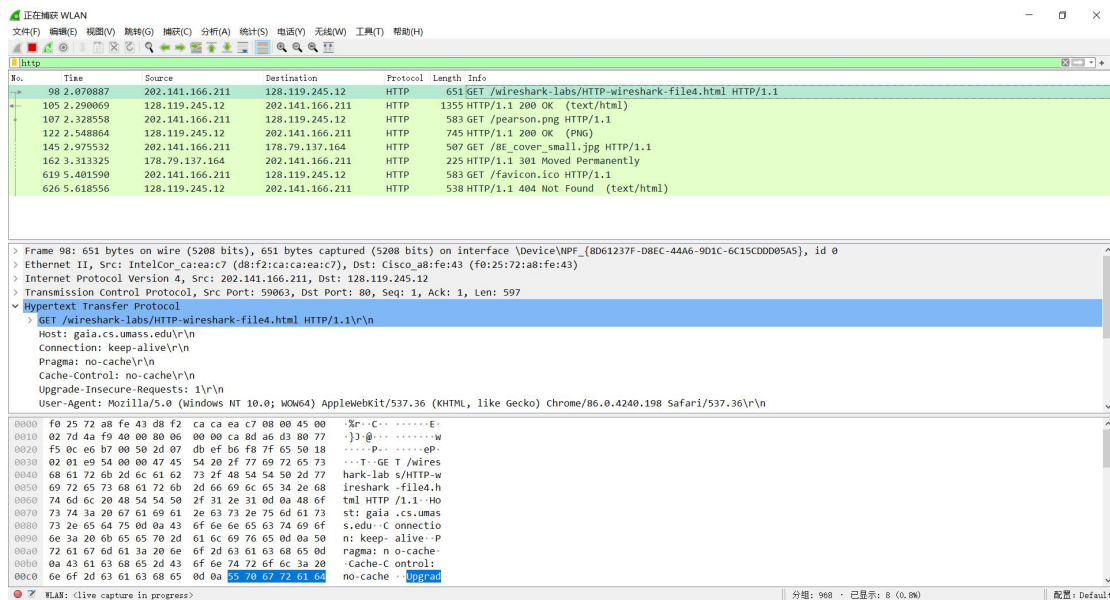 正在捕获 WLAN
文件(F) 编辑(E) 视图(V) 跳转(G) 捕获(C) 分析(A) 统计(S) 电话(Y) 无线(W) 工具(T) 帮助(H)
http
No. Time Source Destination Protocol Length Info
98 2.070887 202.141.166.211 128.119.245.12 HTTP 651 GET /wireshark-labs/HTTP-wireshark-file4.html HTTP/1.1
105 2.290069 128.119.245.12 202.141.166.211 HTTP 1355 HTTP/1.1 200 OK (text/html)
107 2.328558 202.141.166.211 128.119.245.12 HTTP 583 GET /pearson.png HTTP/1.1
122 2.548864 128.119.245.12 202.141.166.211 HTTP 745 HTTP/1.1 200 OK (PNG)
145 2.975532 202.141.166.211 178.79.137.164 HTTP 507 GET /8E_cover_small.jpg HTTP/1.1
162 3.313325 178.79.137.164 202.141.166.211 HTTP 225 HTTP/1.1 301 Moved Permanently
619 5.401590 202.141.166.211 128.119.245.12 HTTP 583 GET /favicon.ico HTTP/1.1
626 5.618556 128.119.245.12 202.141.166.211 HTTP 538 HTTP/1.1 404 Not Found (text/html)
> Frame 98: 651 bytes on wire (5208 bits), 651 bytes captured (5208 bits) on interface \Device\NPF_{8D61237F-D8EC-44A6-9D1C-6C15CDDD05A5}, id 0
> Ethernet II, Src: IntelCor_ca:ea:c7 (d8:f2:ca:ca:ea:c7), Dst: Cisco_a8:fe:43 (f0:25:72:a8:fe:43)
> Internet Protocol Version 4, Src: 202.141.166.211, Dst: 128.119.245.12
> Transmission Control Protocol, Src Port: 59063, Dst Port: 80, Seq: 1, Ack: 1, Len: 597
Hypertext Transfer Protocol
> GET /wireshark-labs/HTTP-wireshark-file4.html HTTP/1.1\r\n
Host: gaia.cs.umass.edu\r\n
Connection: keep-alive\r\n
Pragma: no-cache\r\n
Cache-Control: no-cache\r\n
Upgrade-Insecure-Requests: 1\r\n
User-Agent: Mozilla/5.0 (Windows NT 10.0; WOW64) AppleWebKit/537.36 (KHTML, like Gecko) Chrome/86.0.4240.198 Safari/537.36\r\n
0000 f0 25 72 a8 fe 43 d8 f2 ca ca ea c7 08 00 45 00 ·%r··C·· ······E·
0010 02 7d 4a f9 40 00 80 06 00 00 ca 8d a6 d3 80 77 ·}J·@··· ·······w
0020 f5 0c e6 b7 00 50 2d 07 db ef b6 f8 7f 65 50 18 ·····P-· ·····eP·
0030 02 01 e9 54 00 00 47 45 54 20 2f 77 69 72 65 73 ···T··GE T /wires
0040 68 61 72 6b 2d 6c 61 62 73 2f 48 54 54 50 2d 77 hark-lab s/HTTP-w
0050 69 72 65 73 68 61 72 6b 2d 66 69 6c 65 34 2e 68 ireshark -file4.h
0060 74 6d 6c 20 48 54 54 50 2f 31 2e 31 0d 0a 48 6f tml HTTP /1.1··Ho
0070 73 74 3a 20 67 61 69 61 2e 63 73 2e 75 6d 61 73 st: gaia .cs.umas
0080 73 2e 65 64 75 0d 0a 43 6f 6e 6e 65 63 74 69 6f s.edu··C onnectio
0090 6e 3a 20 6b 65 65 70 2d 61 6c 69 76 65 0d 0a 50 n: keep- alive··P
00a0 72 61 67 6d 61 3a 20 6e 6f 2d 63 61 63 68 65 0d ragma: n o-cache·
00b0 0a 43 61 63 68 65 2d 43 6f 6e 74 72 6f 6c 3a 20 ·Cache-C ontrol:
00c0 6e 6f 2d 63 61 63 68 65 0d 0a 55 70 67 72 61 64 no-cache ··Upgrad
WLAN: <live capture in progress> 分组: 968 · 已显示: 8 (0.8%) 配置: Default